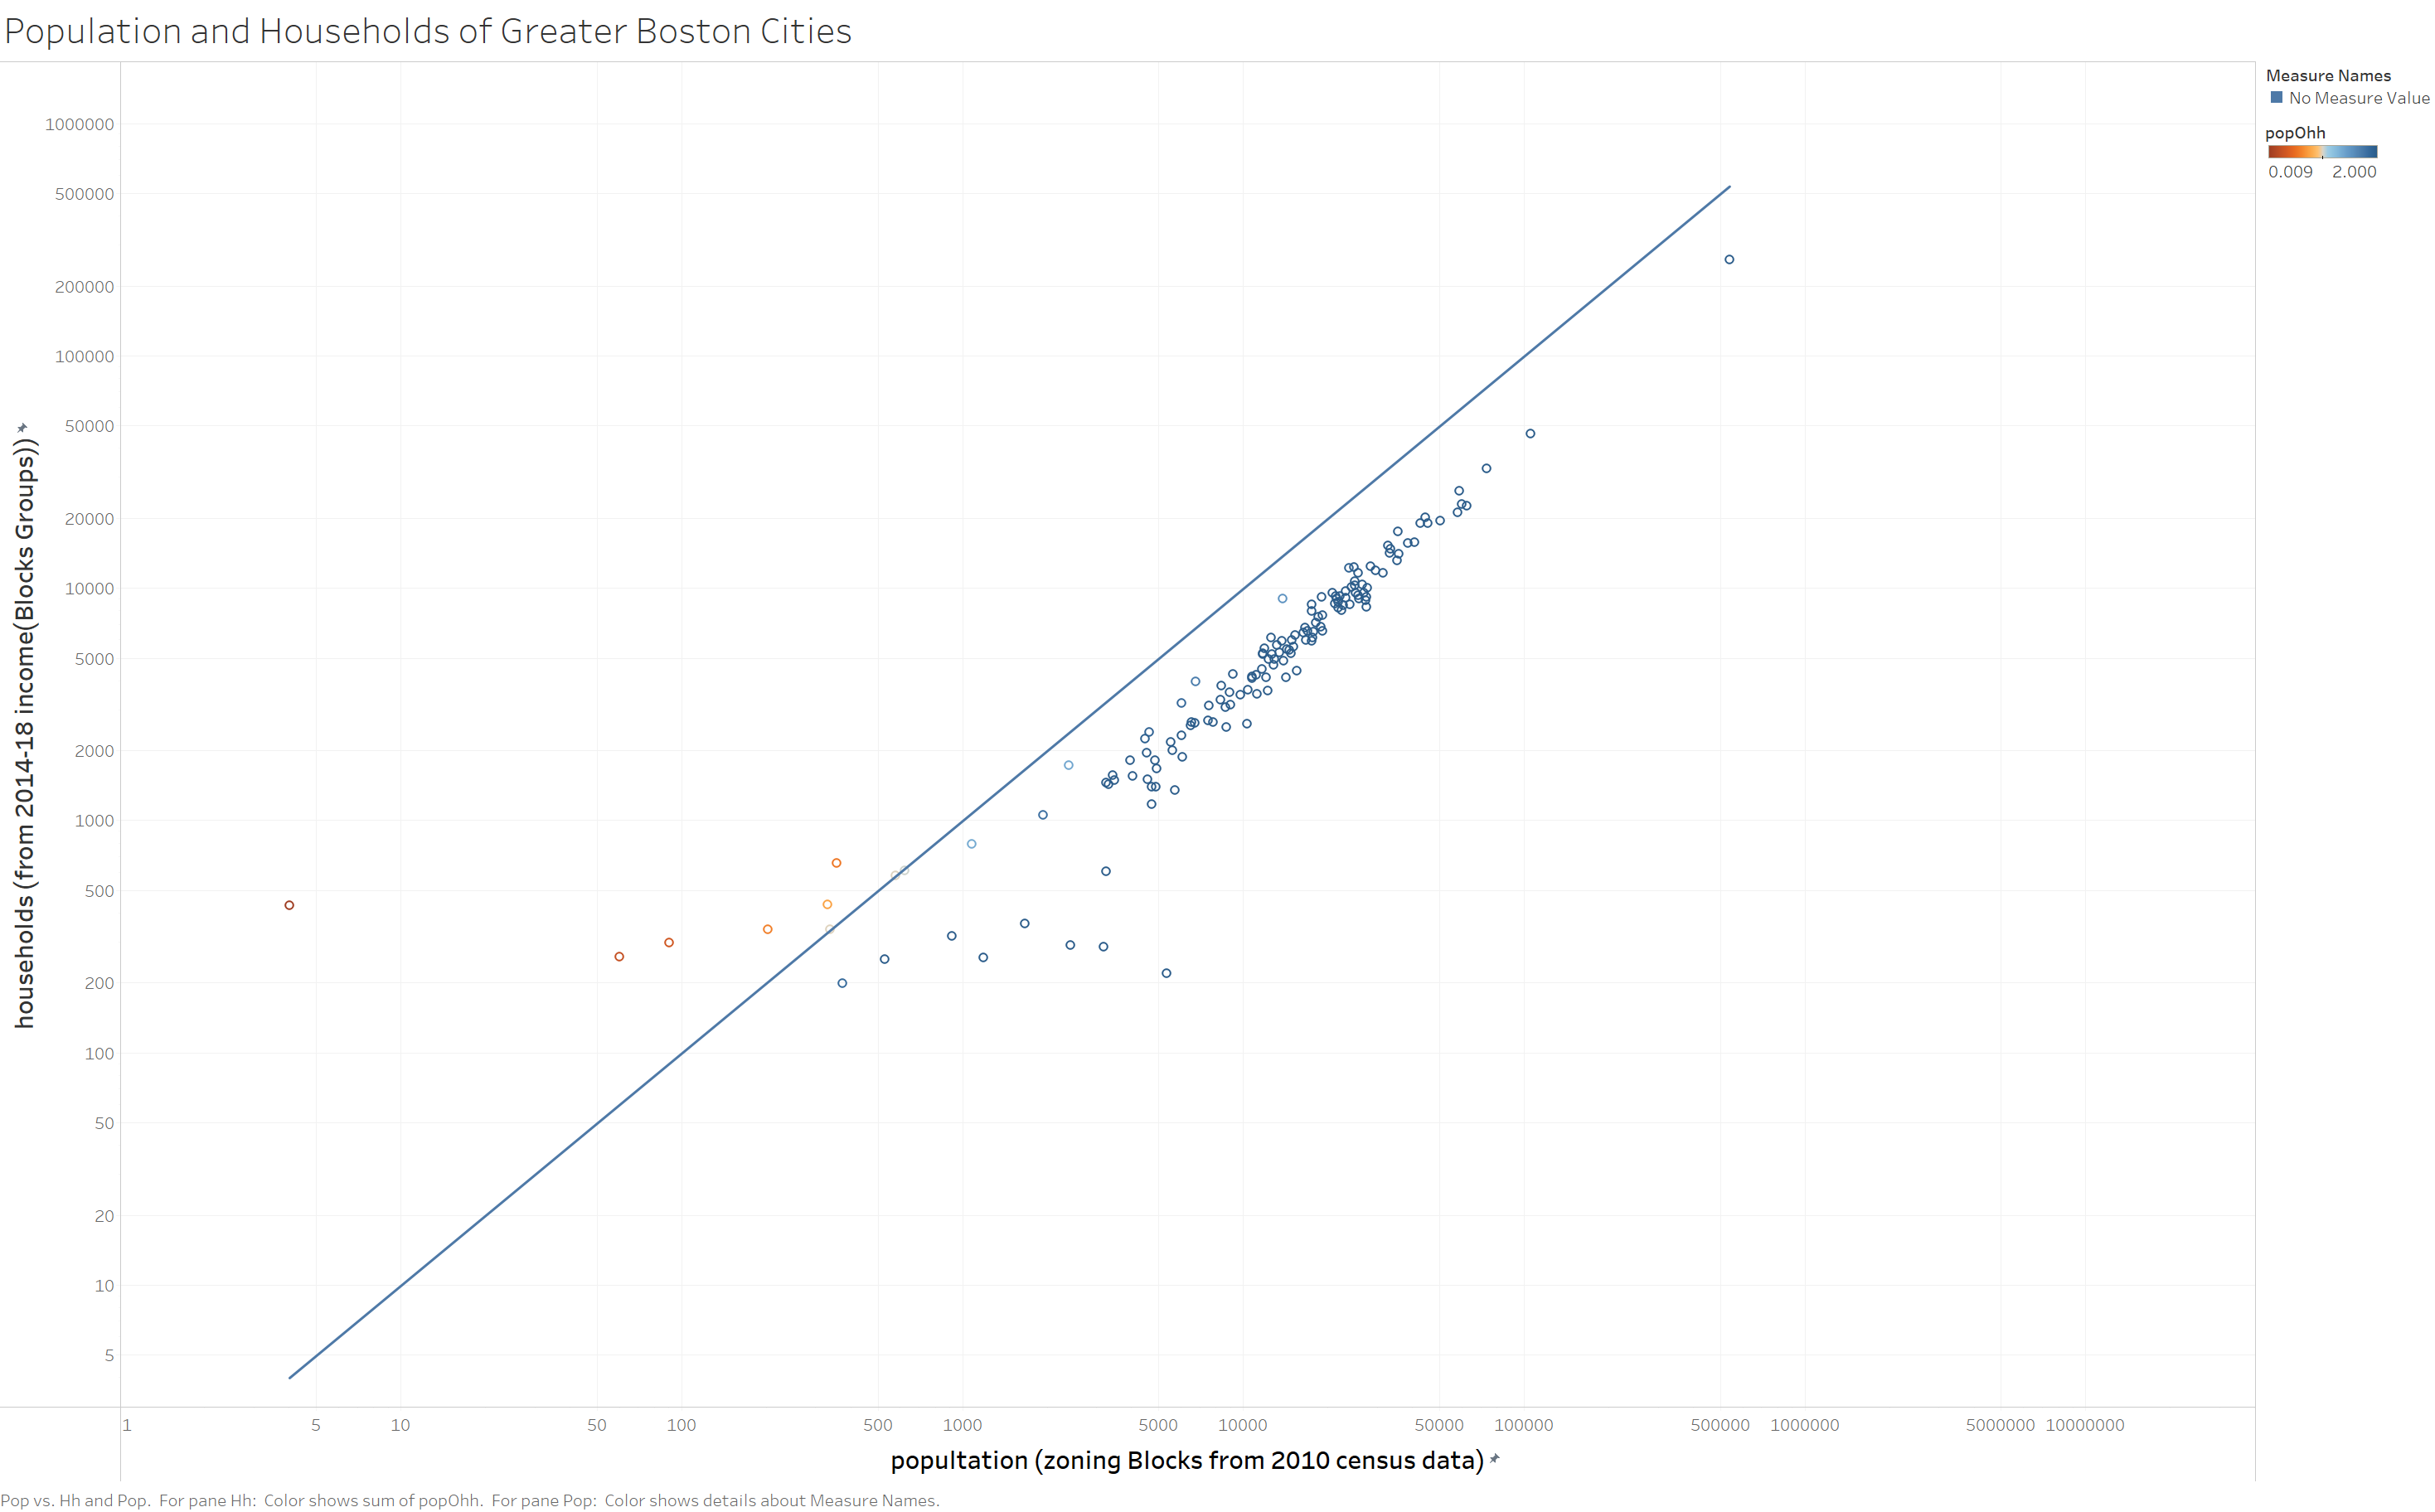 Population and Households of Greater Boston Cities
Measure Names
No Measure Value
popOhh
0.009 2.000
households (from 2014-18 income(Blocks Groups))
1000000
500000
200000
100000
50000
20000
10000
5000
2000
1000
500
200
100
50
20
10
5
1 5 10 50 100 500 1000 5000 10000 50000 100000 500000 1000000 5000000 10000000
popultation (zoning Blocks from 2010 census data)
Pop vs. Hh and Pop. For pane Hh: Color shows sum of popOhh. For pane Pop: Color shows details about Measure Names.